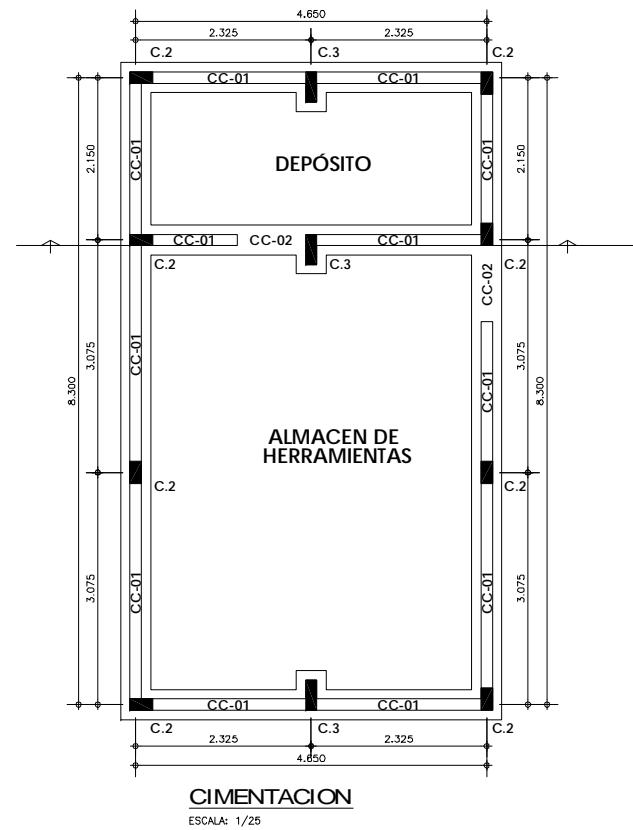 4.650
2.325 2.325
C.2 C.3 C.2
CC-01 CC-01
CC-01 CC-01
2.150 2.150
DEPÓSITO
CC-01 CC-02 CC-01
C.2 C.3 C.2
CC-02
3.075 3.075
CC-01
CC-01
8.300 8.300
ALMACEN DE
HERRAMIENTAS
C.2 C.2
3.075 3.075
CC-01 CC-01
CC-01 CC-01
C.2 C.3 C.2
2.325 2.325
4.650
CIMENTACION
ESCALA: 1/25